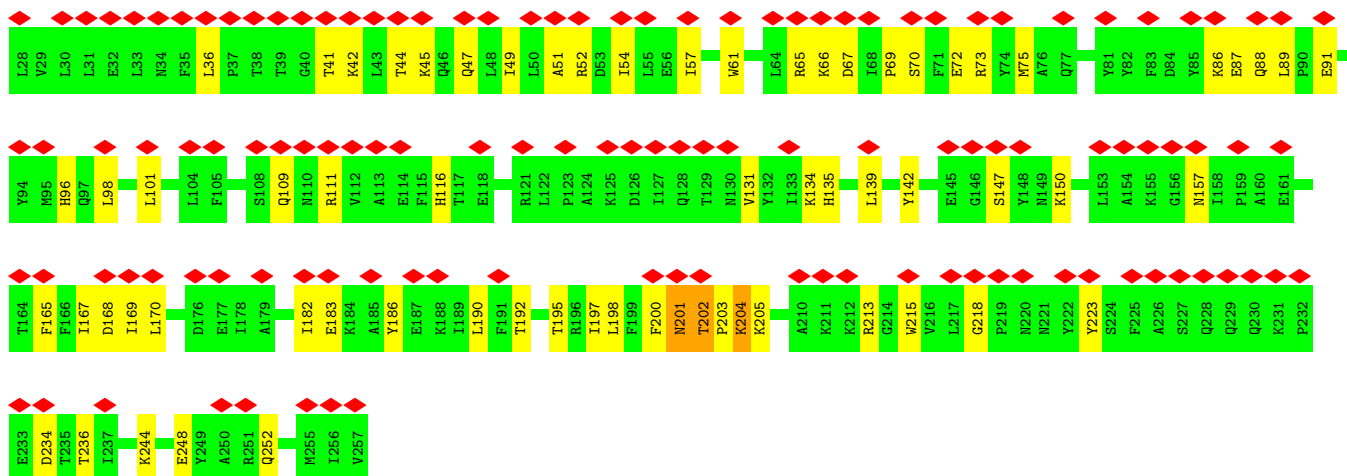 L28 V29 L30 L31 E32 L33 N34 F35 L36 P37 T38 T39 G40 T41 K42 L43 T44 K45 Q46 Q47 L48 I49 L50 A51 R52 D53 I54 L55 E56 I57 W61 L64 R65 K66 D67 I68 P69 S70 F71 E72 R73 Y74 M75 A76 Q77 Y81 Y82 F83 D84 Y85 K86 E87 Q88 L89 P90 E91
Y94 M95 H96 Q97 L98 L101 L104 F105 S108 Q109 N110 R111 V112 A113 E114 F115 H116 T117 E118 R121 L122 P123 A124 K125 D126 I127 Q128 T129 N130 V131 Y132 I133 K134 H135 L139 Y142 E145 G146 S147 Y148 N149 K150 L153 A154 K155 G156 N157 I158 P159 A160 E161
T164 F165 F166 I167 D168 I169 L170 D176 E177 I178 A179 I182 E183 K184 A185 Y186 E187 K188 I189 L190 F191 T192 T195 R196 I197 L198 F199 F200 N201 T202 P203 K204 K205 A210 K211 K212 R213 G214 W215 V216 L217 G218 P219 N220 N221 Y222 Y223 S224 F225 A226 S227 Q228 Q229 Q230 K231 P232
E233 D234 T235 T236 I237 K244 E248 Y249 A250 R251 Q252 M255 I256 V257